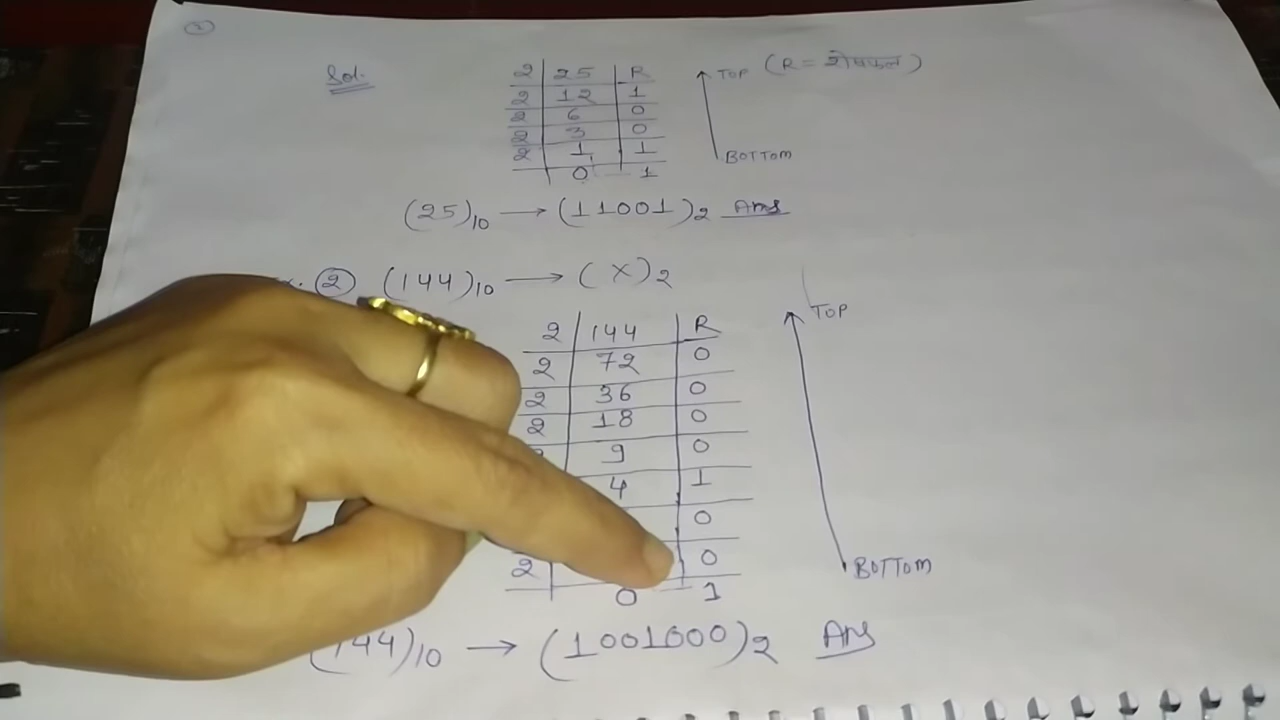 2
Sol.
2 25 R TOP (R = शेषफल)
2 12 1
2 6 0
2 3 0
2 1 1 BOTTOM
0 1
(25)10 → (11001)2 Ans
② (144)10 → (X)2
TOP
2 144 R
2 72 0
2 36 0
2 18 0
2 9 0
4 1
0
2 0 BOTTOM
0 1
(144)10 → (1001000)2 Ans